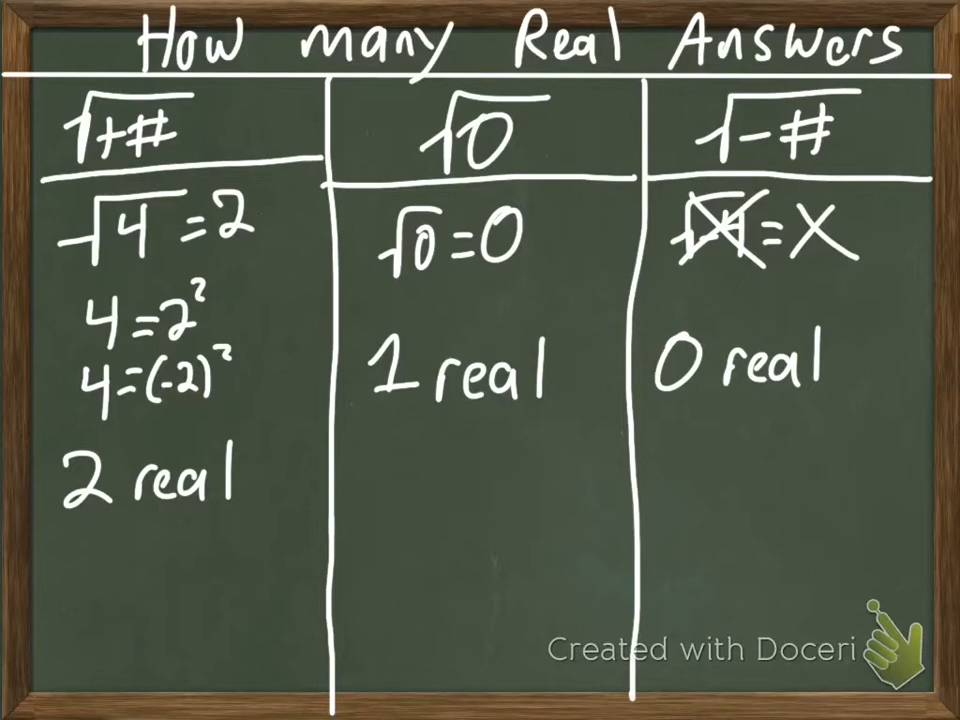 How many Real Answers
√+#
√4 = 2
4 = 2²
4 = (-2)²
2 real
√0
√0 = 0
1 real
√-#
= X
0 real
Created with Doceri